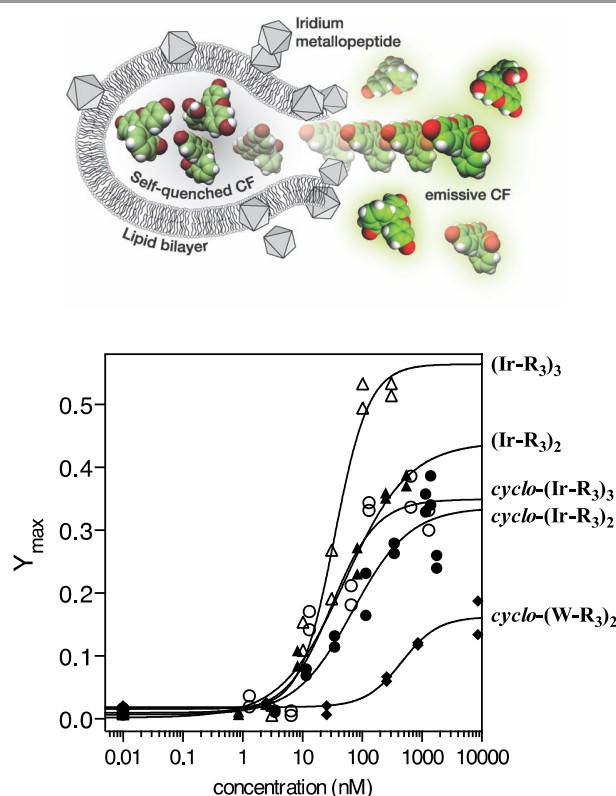 Iridium
metallopeptide
Self-quenched CF
emissive CF
Lipid bilayer
(Ir-R₃)₃
(Ir-R₃)₂
cyclo-(Ir-R₃)₃
cyclo-(Ir-R₃)₂
cyclo-(W-R₃)₂
Yₘₐₓ
0.5
0.4
0.3
0.2
0.1
0.0
0.01 0.1 1 10 100 1000 10000
concentration (nM)